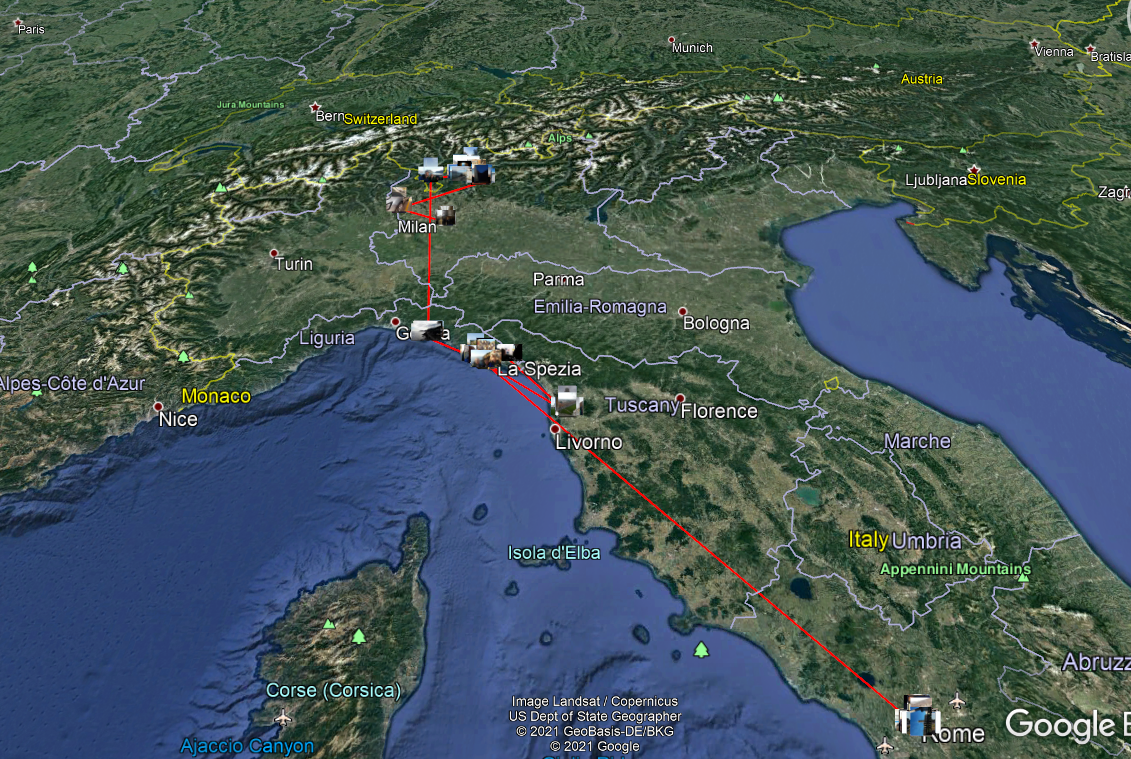 Paris
Munich
Vienna
Bratisla
Austria
Jura Mountains
Bern
Switzerland
Alps
Ljubljana
Slovenia
Zagr
Milan
Turin
Parma
Emilia-Romagna
Bologna
Liguria
La Spezia
Alpes-Côte d'Azur
Monaco
Nice
Tuscany
Florence
Livorno
Marche
Isola d'Elba
Italy
Umbria
Appennini Mountains
Abruzz
Corse (Corsica)
Ajaccio Canyon
Rome
Image Landsat / Copernicus
US Dept of State Geographer
© 2021 GeoBasis-DE/BKG
© 2021 Google
Google E